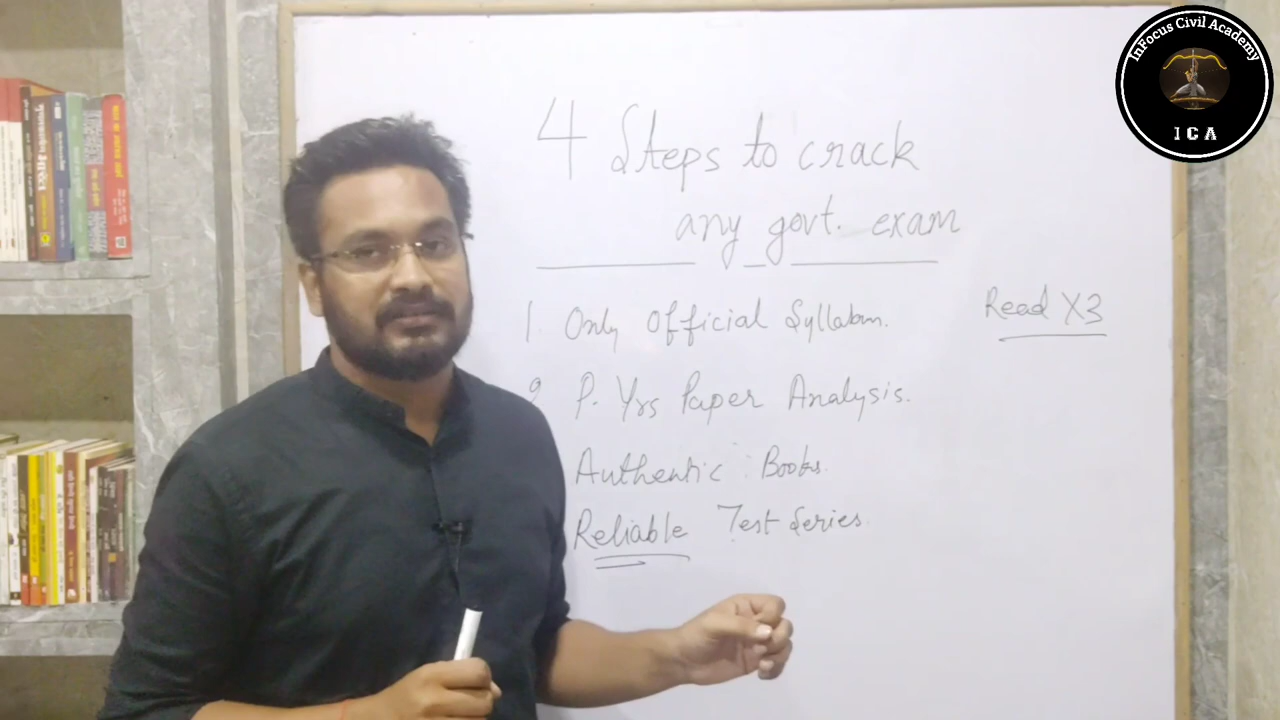 InFocus Civil Academy
ICA
4 Steps to crack
any govt. exam
1. Only Official Syllabus.
Read X3
2 P. Yrs Paper Analysis.
Authentic : Books.
Reliable Test Series.